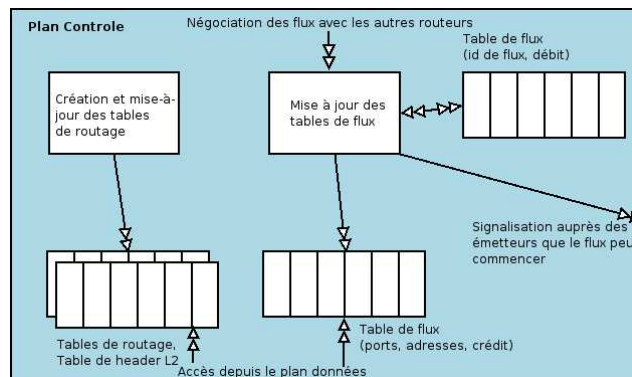 Négociation des flux avec les autres routeurs
Plan Controle
Table de flux
(id de flux, débit)
Création et mise-à-
jour des tables
de routage
Mise à jour des
tables de flux
Signalisation auprès des
émetteurs que le flux peu
commencer
Tables de routage,
Table de header L2
Table de flux
(ports, adresses, crédit)
Accès depuis le plan données